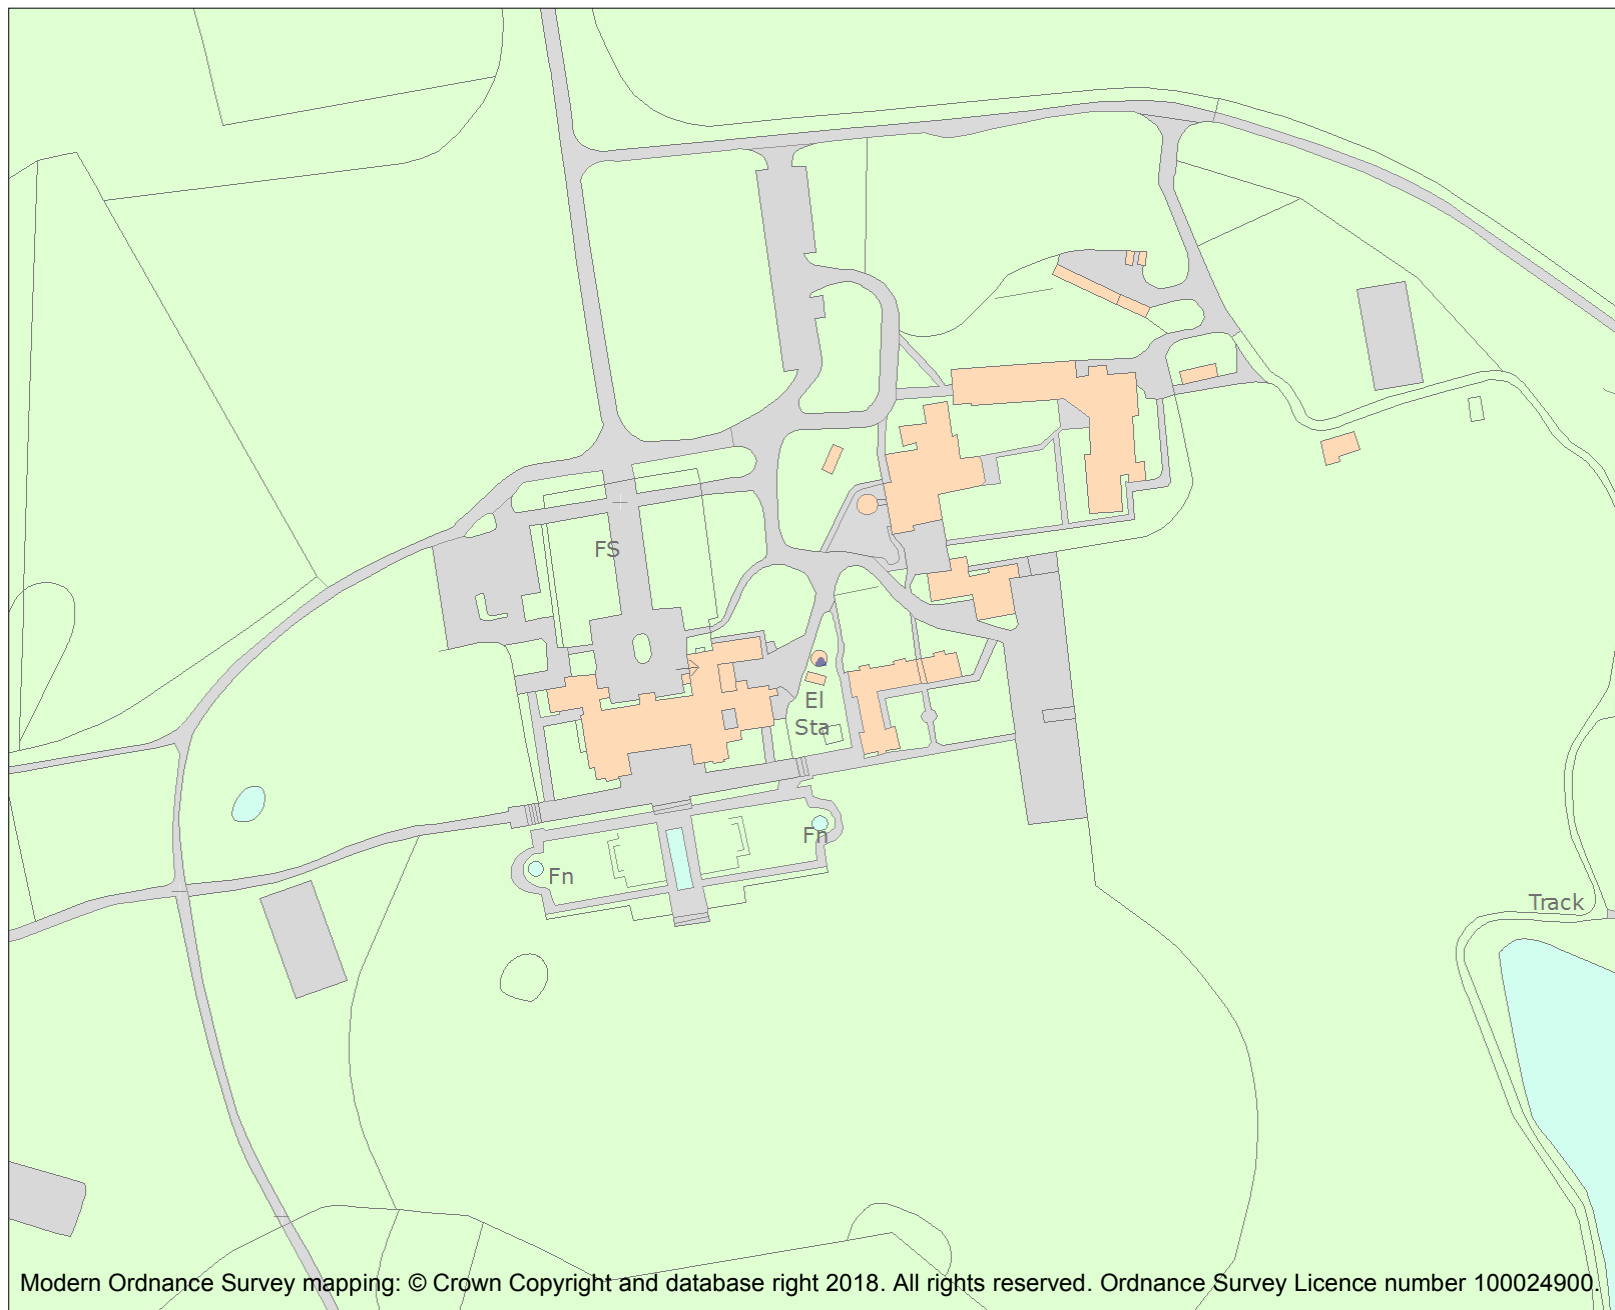 FS
El
Sta
Fn
Fn
Track
Modern Ordnance Survey mapping: © Crown Copyright and database right 2018. All rights reserved. Ordnance Survey Licence number 100024900.